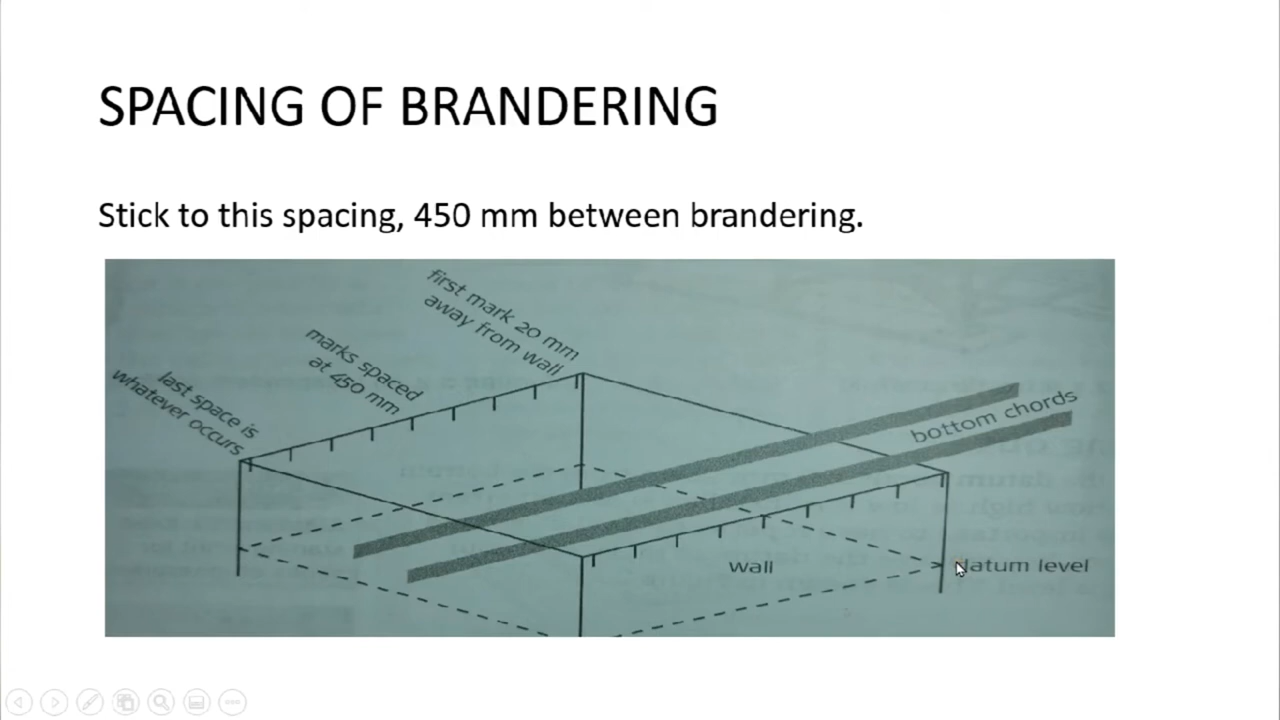 SPACING OF BRANDERING
Stick to this spacing, 450 mm between brandering.
first mark 20 mm
away from wall
marks spaced
at 450 mm
last space is
whatever occurs
bottom chords
wall
datum level